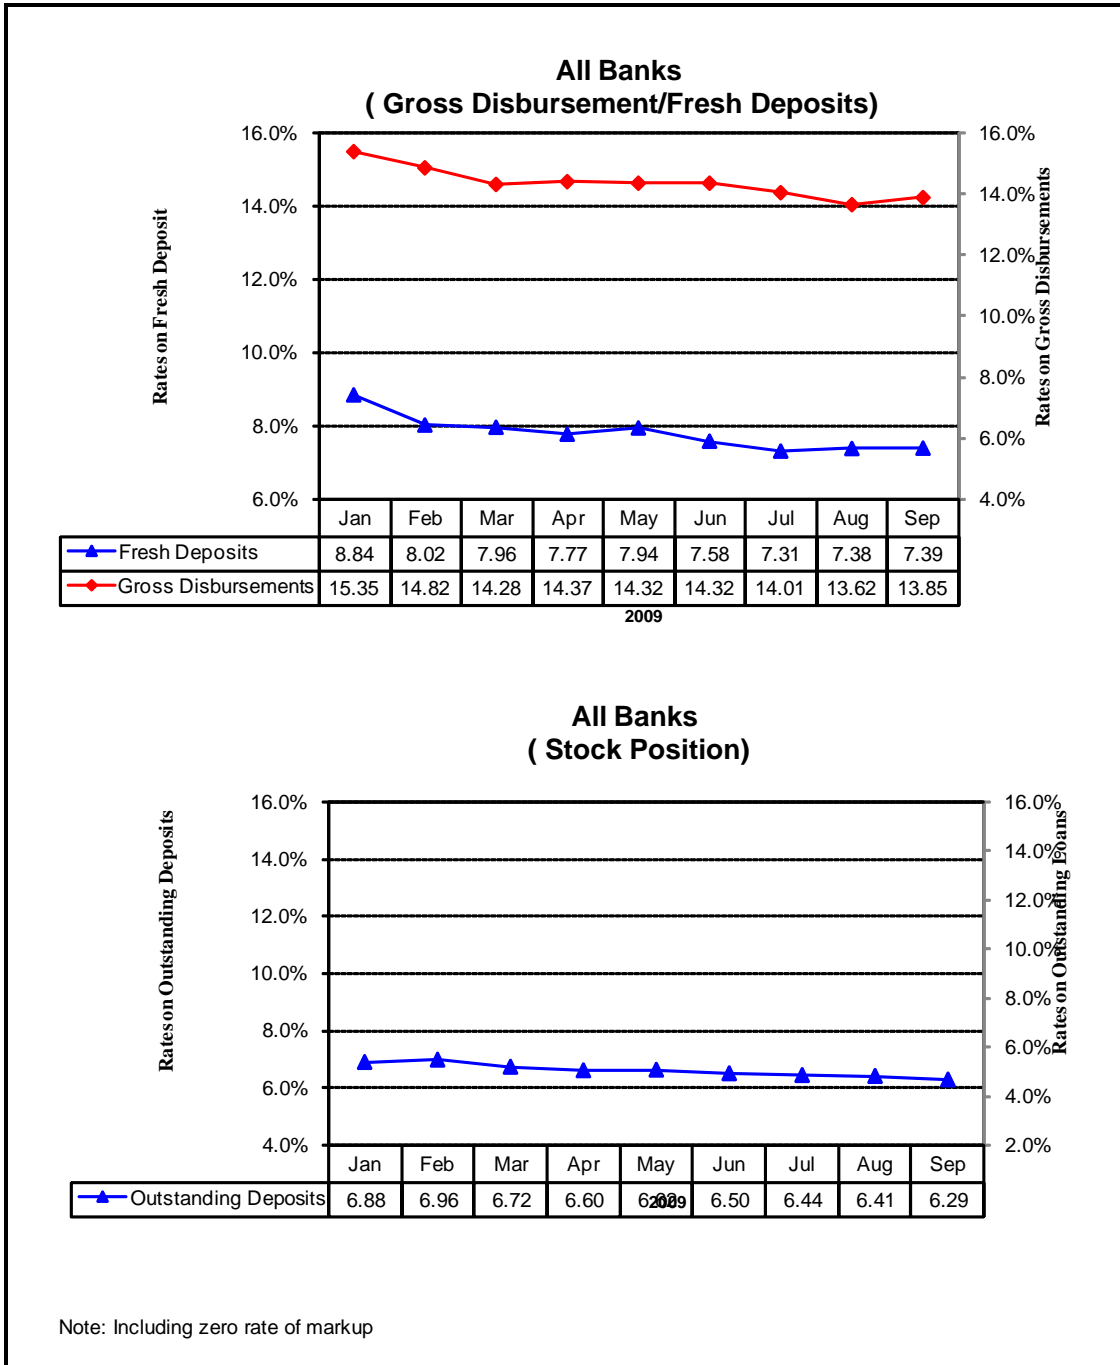 All Banks
( Gross Disbursement/Fresh Deposits)
Rates on Fresh Deposit
16.0%
14.0%
12.0%
10.0%
8.0%
6.0%
16.0%
14.0%
12.0%
10.0%
8.0%
6.0%
4.0%
Rates on Gross Disbursements
Jan Feb Mar Apr May Jun Jul Aug Sep
Fresh Deposits 8.84 8.02 7.96 7.77 7.94 7.58 7.31 7.38 7.39
Gross Disbursements 15.35 14.82 14.28 14.37 14.32 14.32 14.01 13.62 13.85
2009
All Banks
( Stock Position)
Rates on Outstanding Deposits
16.0%
14.0%
12.0%
10.0%
8.0%
6.0%
4.0%
16.0%
14.0%
12.0%
10.0%
8.0%
6.0%
4.0%
2.0%
Rates on Outstanding Loans
Jan Feb Mar Apr May Jun Jul Aug Sep
Outstanding Deposits 6.88 6.96 6.72 6.60 6.50 6.44 6.41 6.29
2009
Note: Including zero rate of markup